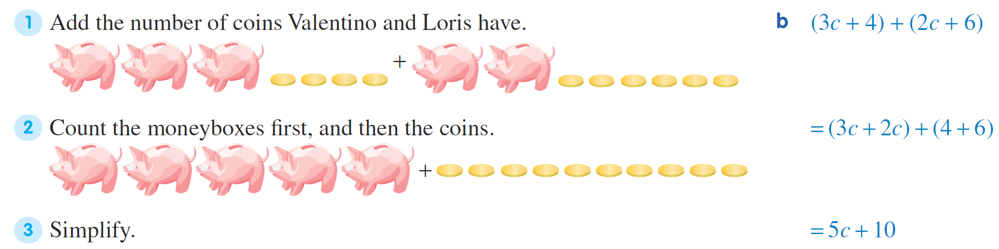 1 Add the number of coins Valentino and Loris have. b (3c + 4) + (2c + 6)
+
2 Count the moneyboxes first, and then the coins. = (3c + 2c) + (4 + 6)
+
3 Simplify. = 5c + 10